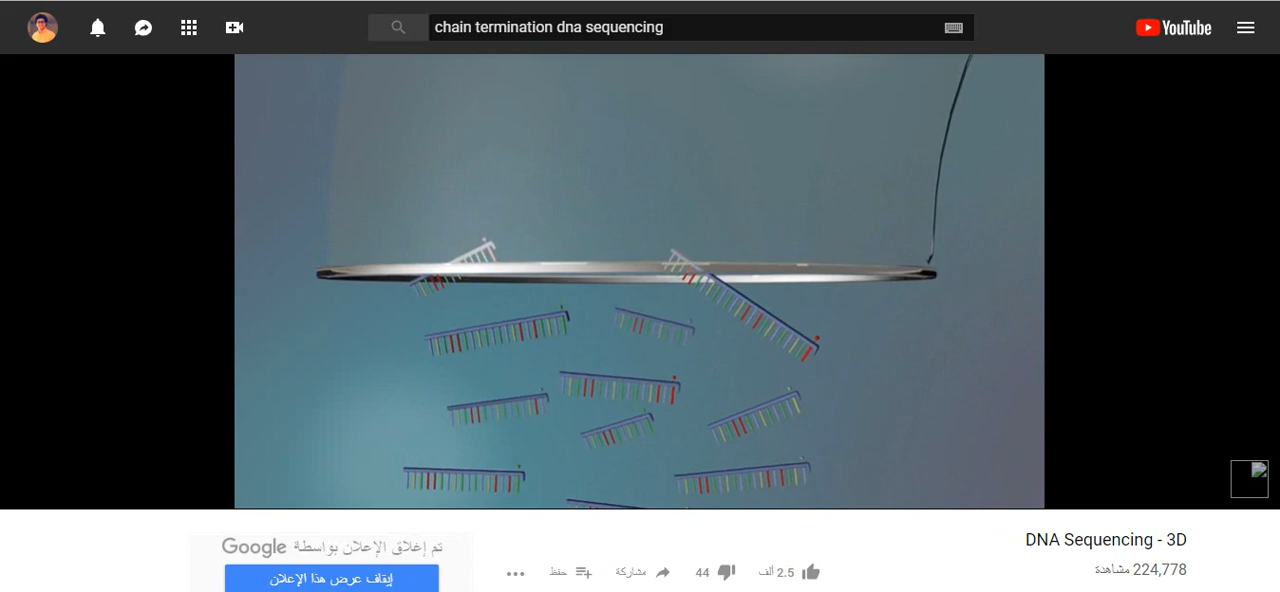 chain termination dna sequencing
YouTube
DNA Sequencing - 3D
224,778 مشاهدة
2.5 ألف
44
مشاركة
حفظ
تم إغلاق الإعلان بواسطة Google
إيقاف عرض هذا الإعلان